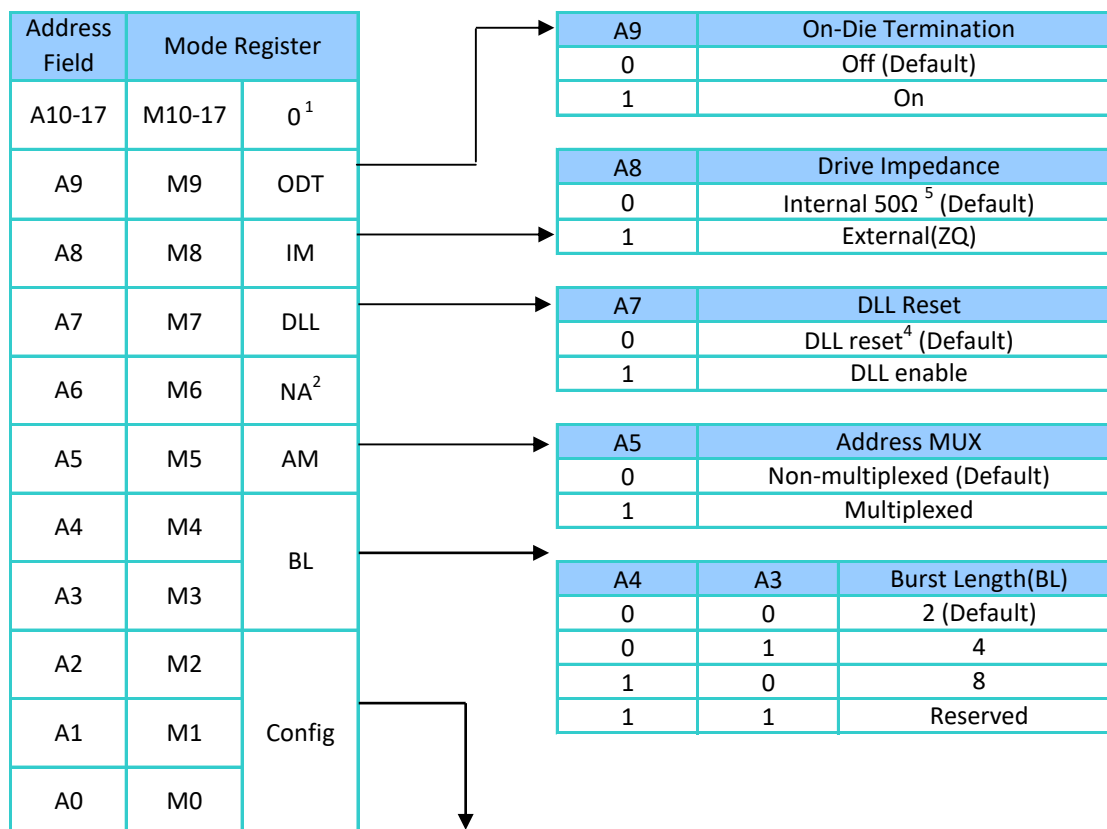 Address Field Mode Register
A10-17 M10-17 0¹
A9 M9 ODT
A8 M8 IM
A7 M7 DLL
A6 M6 NA²
A5 M5 AM
A4 M4 BL
A3 M3
A2 M2 Config
A1 M1
A0 M0
A9 On-Die Termination
0 Off (Default)
1 On
A8 Drive Impedance
0 Internal 50Ω ⁵ (Default)
1 External(ZQ)
A7 DLL Reset
0 DLL reset⁴ (Default)
1 DLL enable
A5 Address MUX
0 Non-multiplexed (Default)
1 Multiplexed
A4 A3 Burst Length(BL)
0 0 2 (Default)
0 1 4
1 0 8
1 1 Reserved